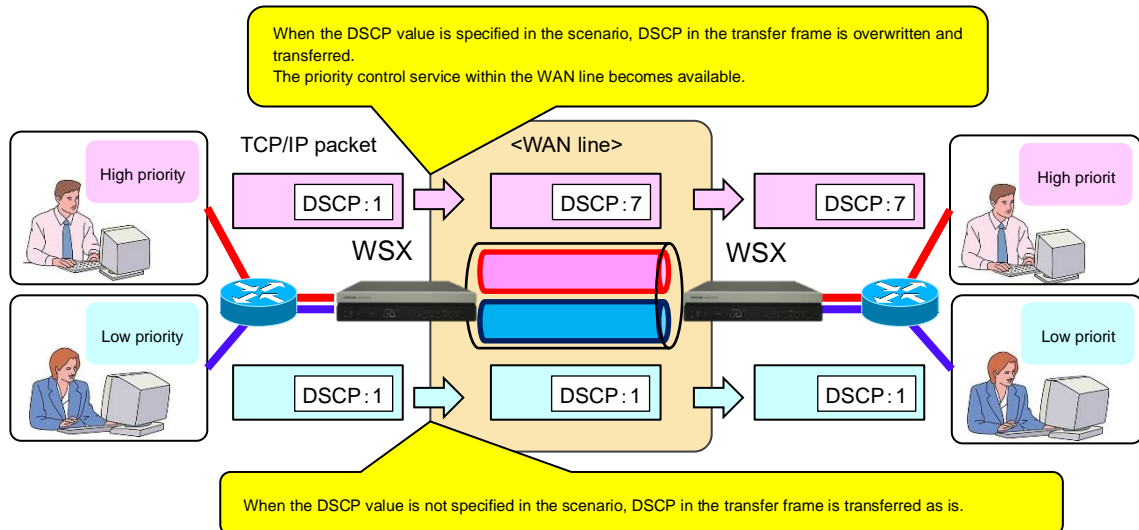 When the DSCP value is specified in the scenario, DSCP in the transfer frame is overwritten and
transferred.
The priority control service within the WAN line becomes available.
TCP/IP packet
<WAN line>
High priority
High priorit
DSCP:1
DSCP:7
DSCP:7
WSX
WSX
Low priority
Low priorit
DSCP:1
DSCP:1
DSCP:1
When the DSCP value is not specified in the scenario, DSCP in the transfer frame is transferred as is.